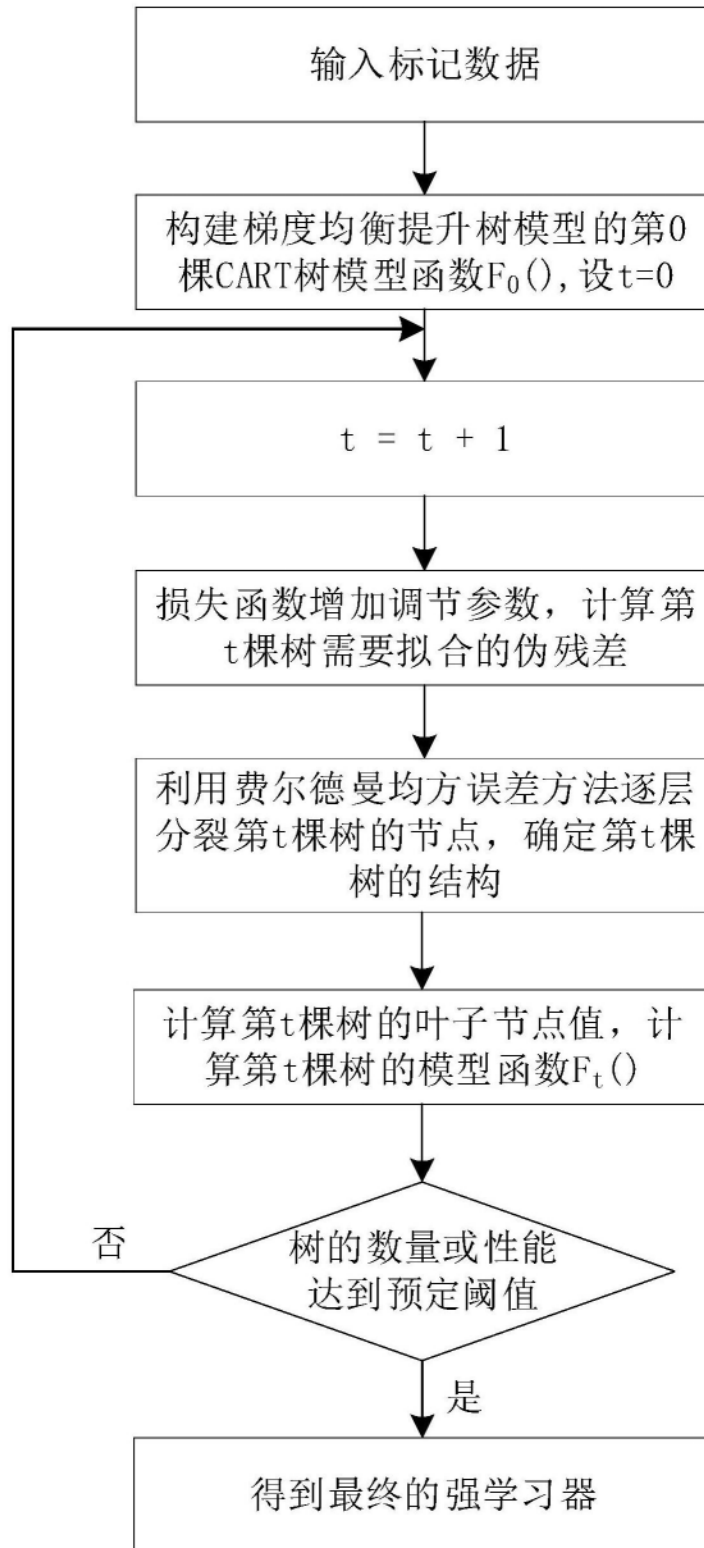 输入标记数据
构建梯度均衡提升树模型的第0
棵CART树模型函数F₀(),设t=0
t = t + 1
损失函数增加调节参数，计算第
t棵树需要拟合的伪残差
利用费尔德曼均方误差方法逐层
分裂第t棵树的节点，确定第t棵
树的结构
计算第t棵树的叶子节点值，计
算第t棵树的模型函数Fₜ()
树的数量或性能
达到预定阈值
否
是
得到最终的强学习器